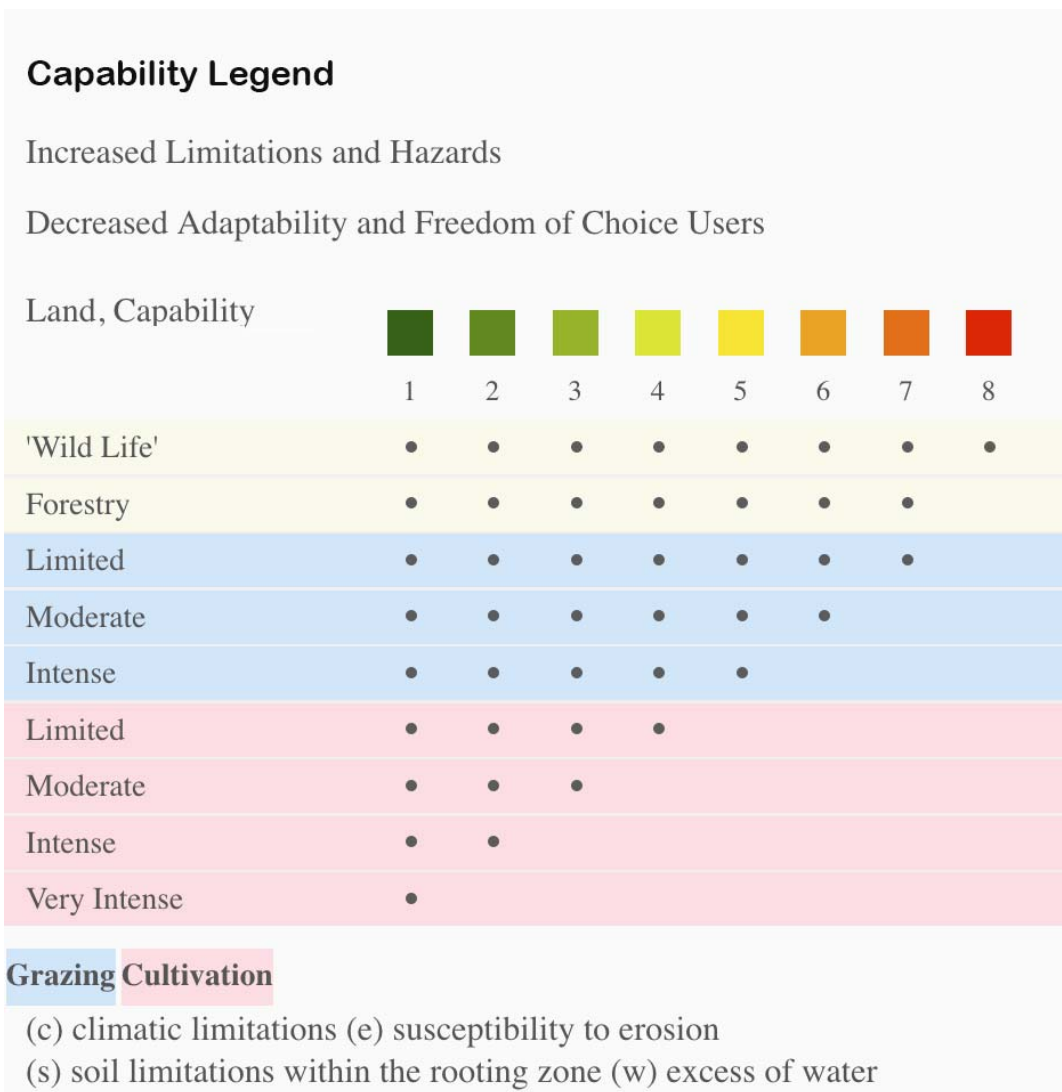 Capability Legend
Increased Limitations and Hazards
Decreased Adaptability and Freedom of Choice Users
Land, Capability
1 2 3 4 5 6 7 8
'Wild Life'
Forestry
Limited
Moderate
Intense
Limited
Moderate
Intense
Very Intense
Grazing Cultivation
(c) climatic limitations (e) susceptibility to erosion
(s) soil limitations within the rooting zone (w) excess of water